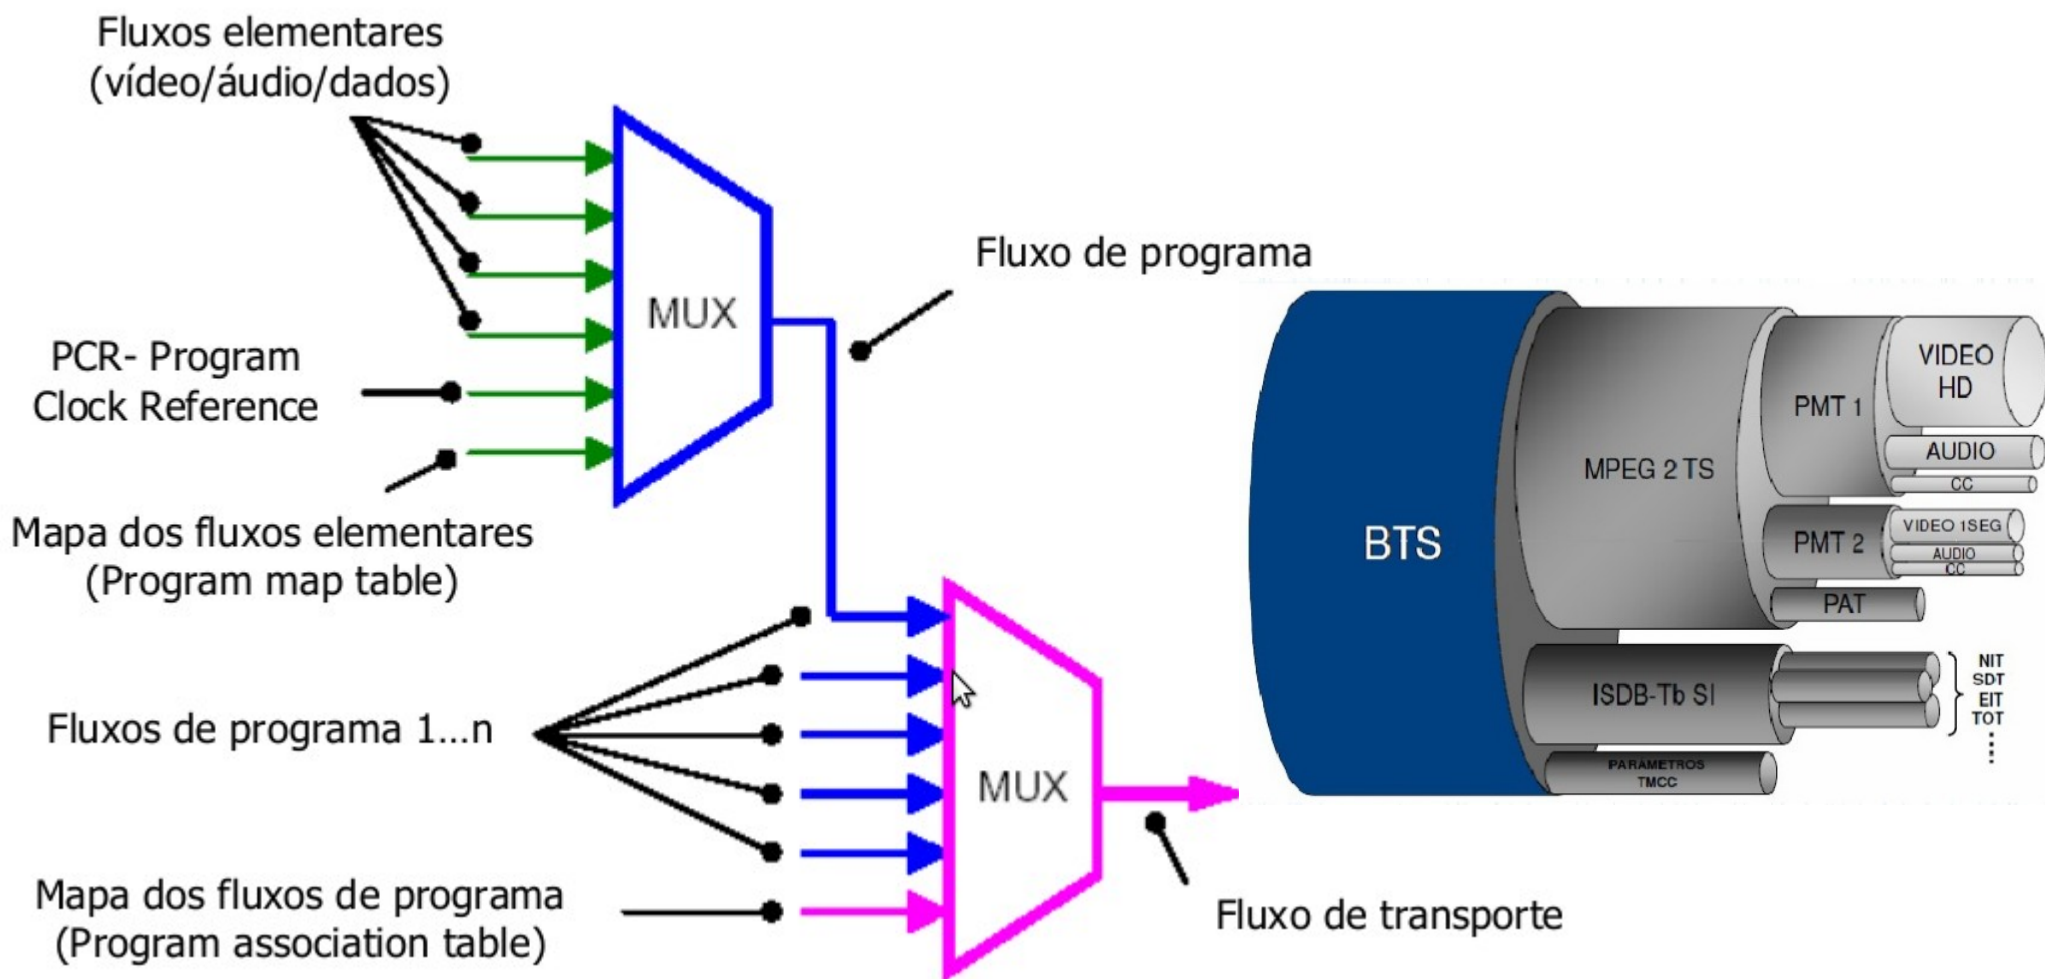 Fluxos elementares
(vídeo/áudio/dados)
MUX
Fluxo de programa
PCR- Program
Clock Reference
Mapa dos fluxos elementares
(Program map table)
Fluxos de programa 1...n
MUX
Mapa dos fluxos de programa
(Program association table)
Fluxo de transporte
BTS
MPEG 2 TS
PMT 1
VIDEO
HD
AUDIO
CC
PMT 2
VIDEO 1SEG
AUDIO
CC
PAT
ISDB-Tb SI
NIT
SDT
EIT
TOT
PARÂMETROS
TMCC